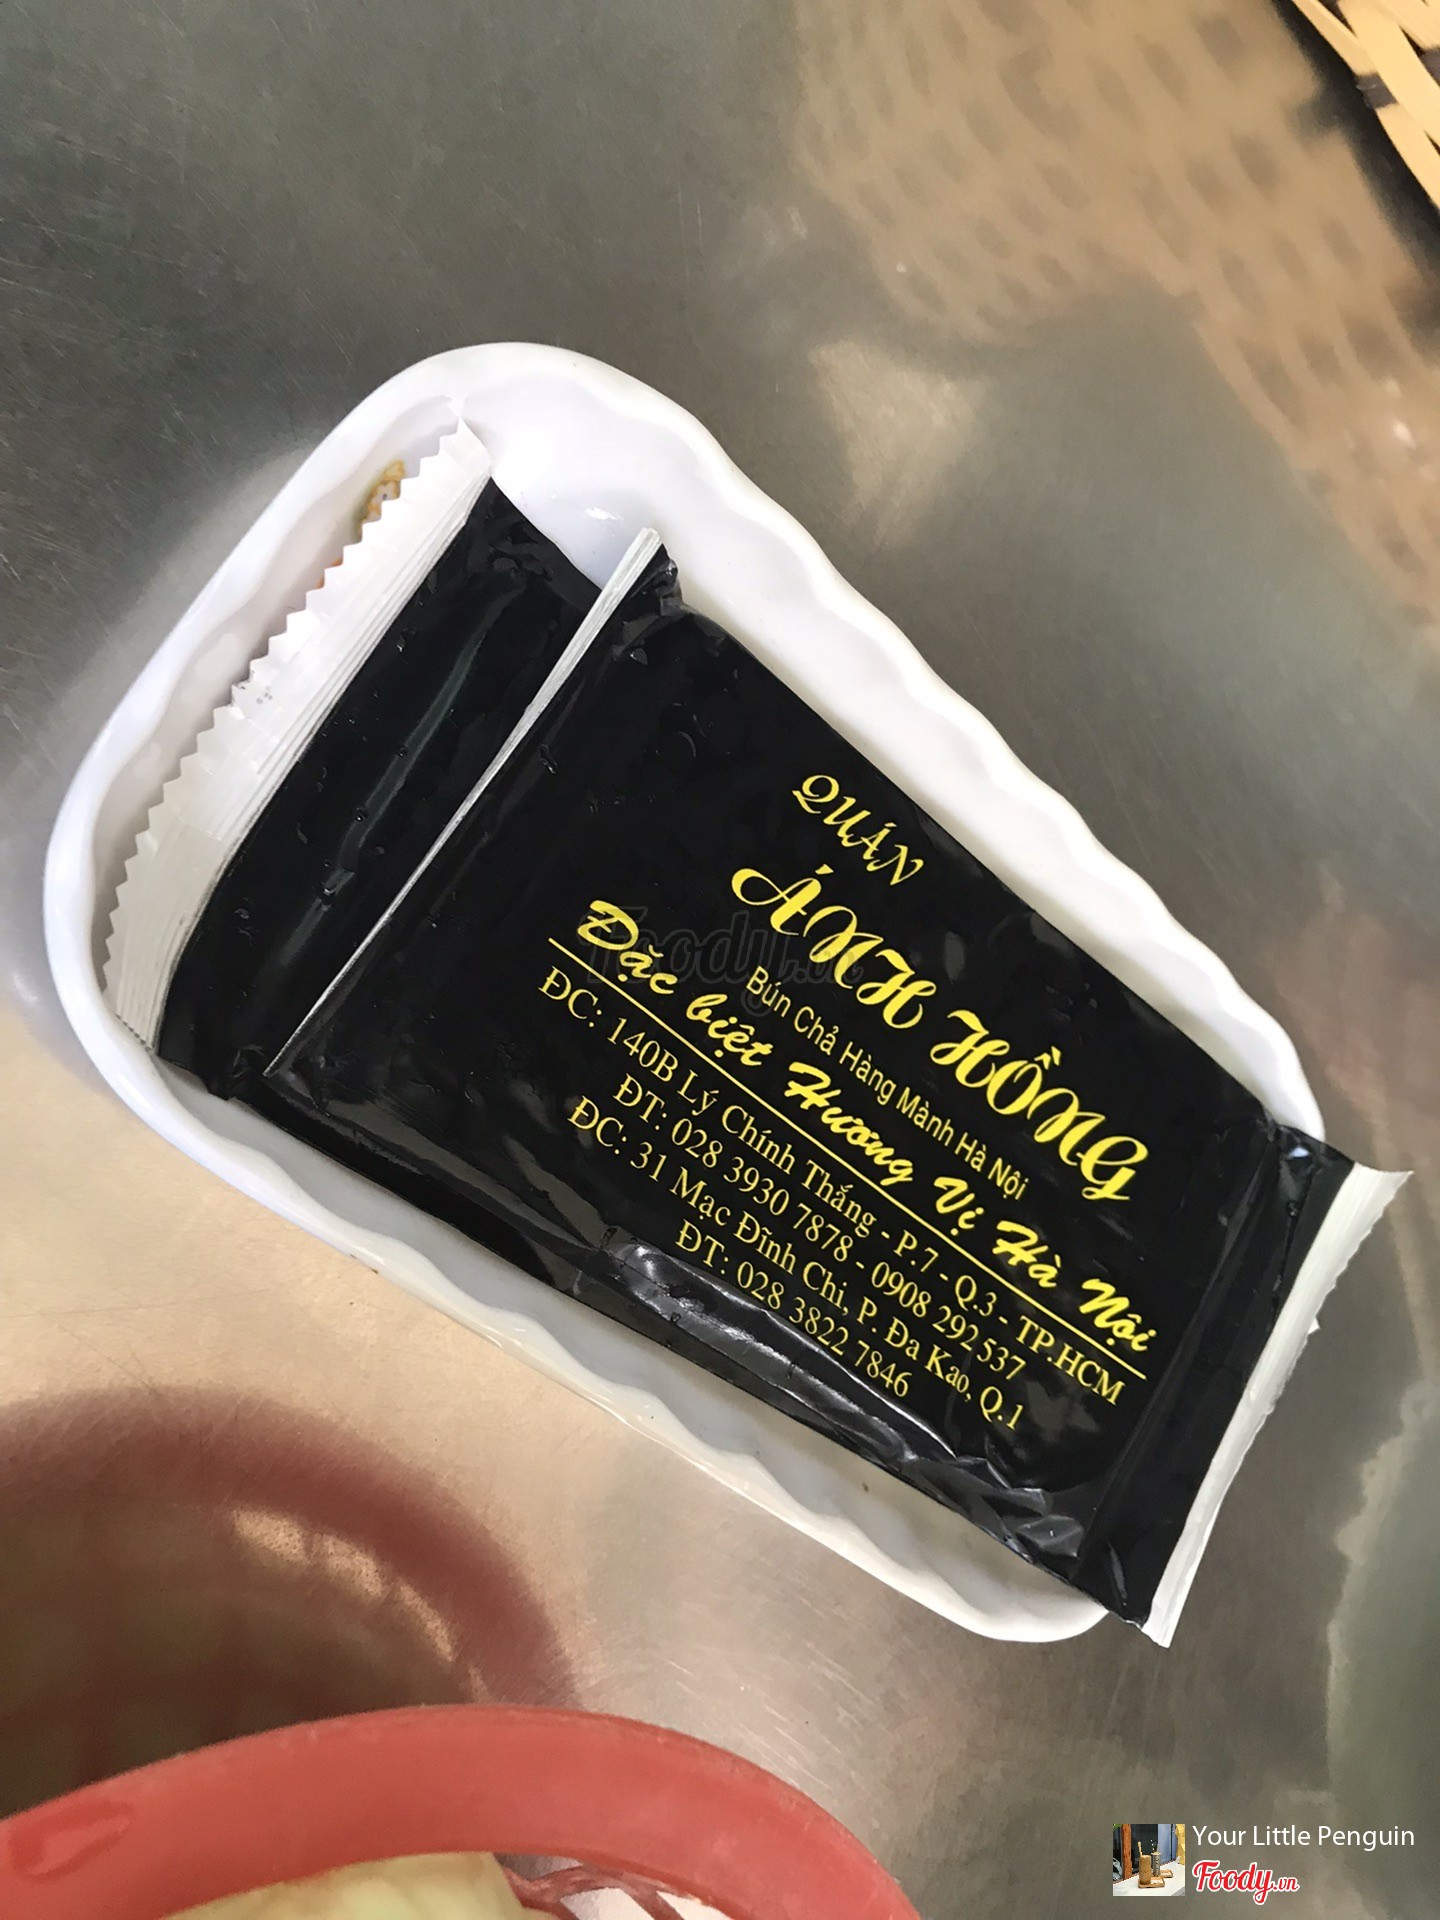 QUÁN
ÁNH HỒNG
Bún Chả Hàng Mành Hà Nội
Đặc biệt Hương Vị Hà Nội
ĐC: 140B Lý Chính Thắng - P.7 - Q.3 - TP.HCM
ĐT: 028 3930 7878 - 0908 292 537
ĐC: 31 Mạc Đĩnh Chi, P. Đa Kao, Q.1
ĐT: 028 3822 7846
Foody.vn
Your Little Penguin
Foody.vn